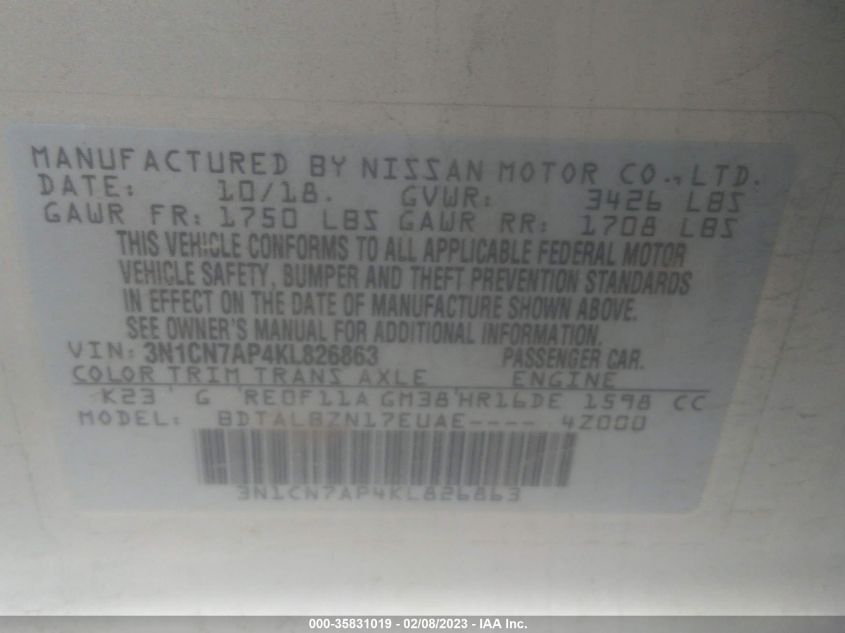 MANUFACTURED BY NISSAN MOTOR CO., LTD.
DATE: 10/18. GVWR: 3426 LBS
GAWR FR: 1750 LBS GAWR RR: 1708 LBS
THIS VEHICLE CONFORMS TO ALL APPLICABLE FEDERAL MOTOR
VEHICLE SAFETY, BUMPER AND THEFT PREVENTION STANDARDS
IN EFFECT ON THE DATE OF MANUFACTURE SHOWN ABOVE.
SEE OWNER'S MANUAL FOR ADDITIONAL INFORMATION.
VIN: 3N1CN7AP4KL826863 PASSENGER CAR.
COLOR TRIM TRANS AXLE ENGINE
K23 G RE0F11A GM38 HR16DE 1598 CC
MODEL: BDTALBZN17EUAE---- 4Z000
3N1CN7AP4KL826863
000-35831019 - 02/08/2023 - IAA Inc.